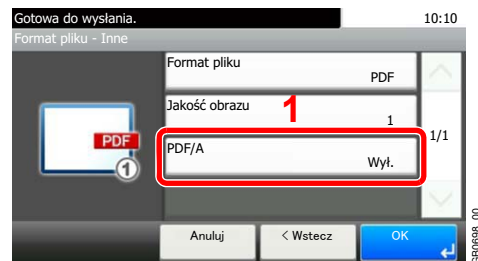 Gotowa do wysłania.
10:10
Format pliku - Inne
Format pliku
PDF
Jakość obrazu
1
1
PDF/A
Wył.
1/1
PDF
1
Anuluj
< Wstecz
OK
GB0698_00